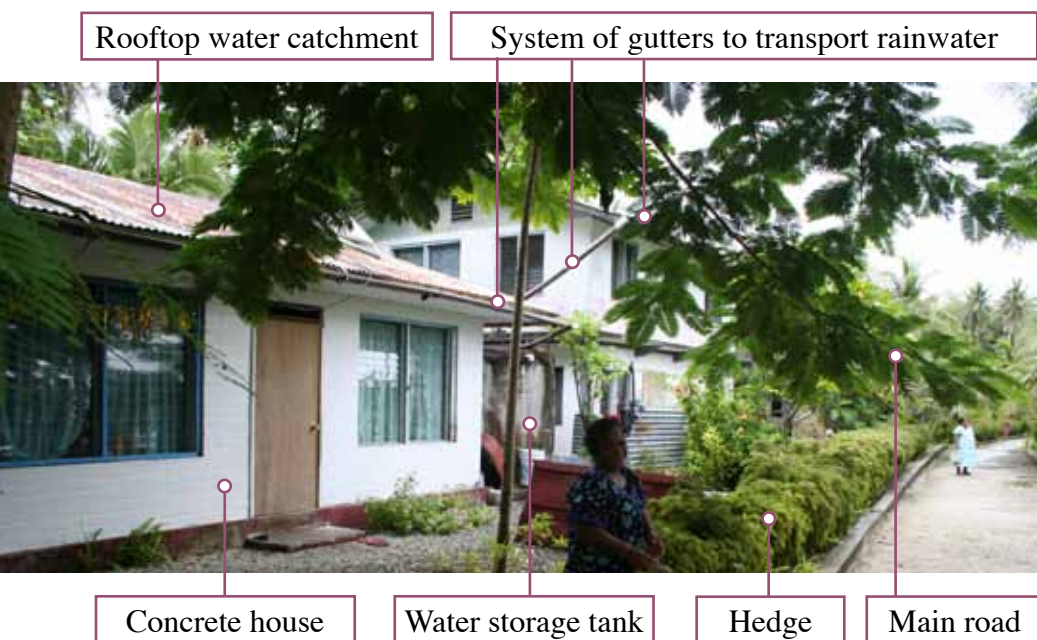 Rooftop water catchment
System of gutters to transport rainwater
Concrete house
Water storage tank
Hedge
Main road